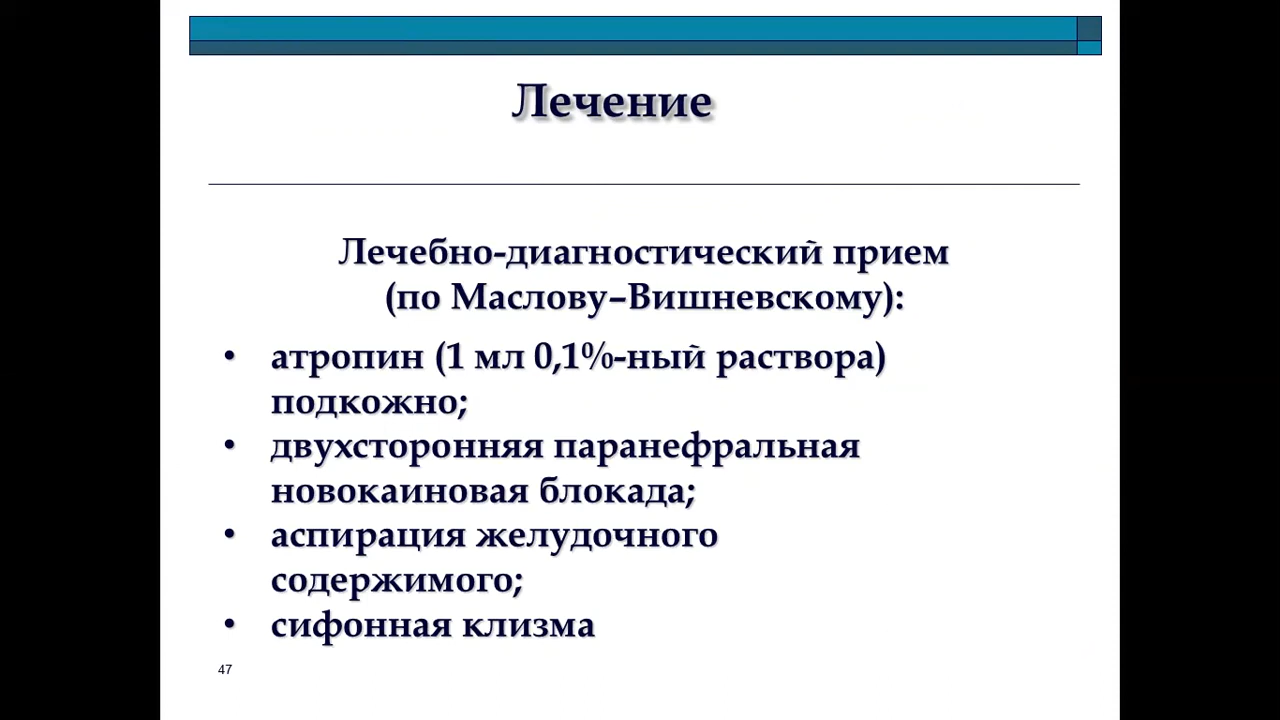 Лечение
Лечебно-диагностический прием
(по Маслову–Вишневскому):
• атропин (1 мл 0,1%-ный раствора)
подкожно;
• двухсторонняя паранефральная
новокаиновая блокада;
• аспирация желудочного
содержимого;
• сифонная клизма
47